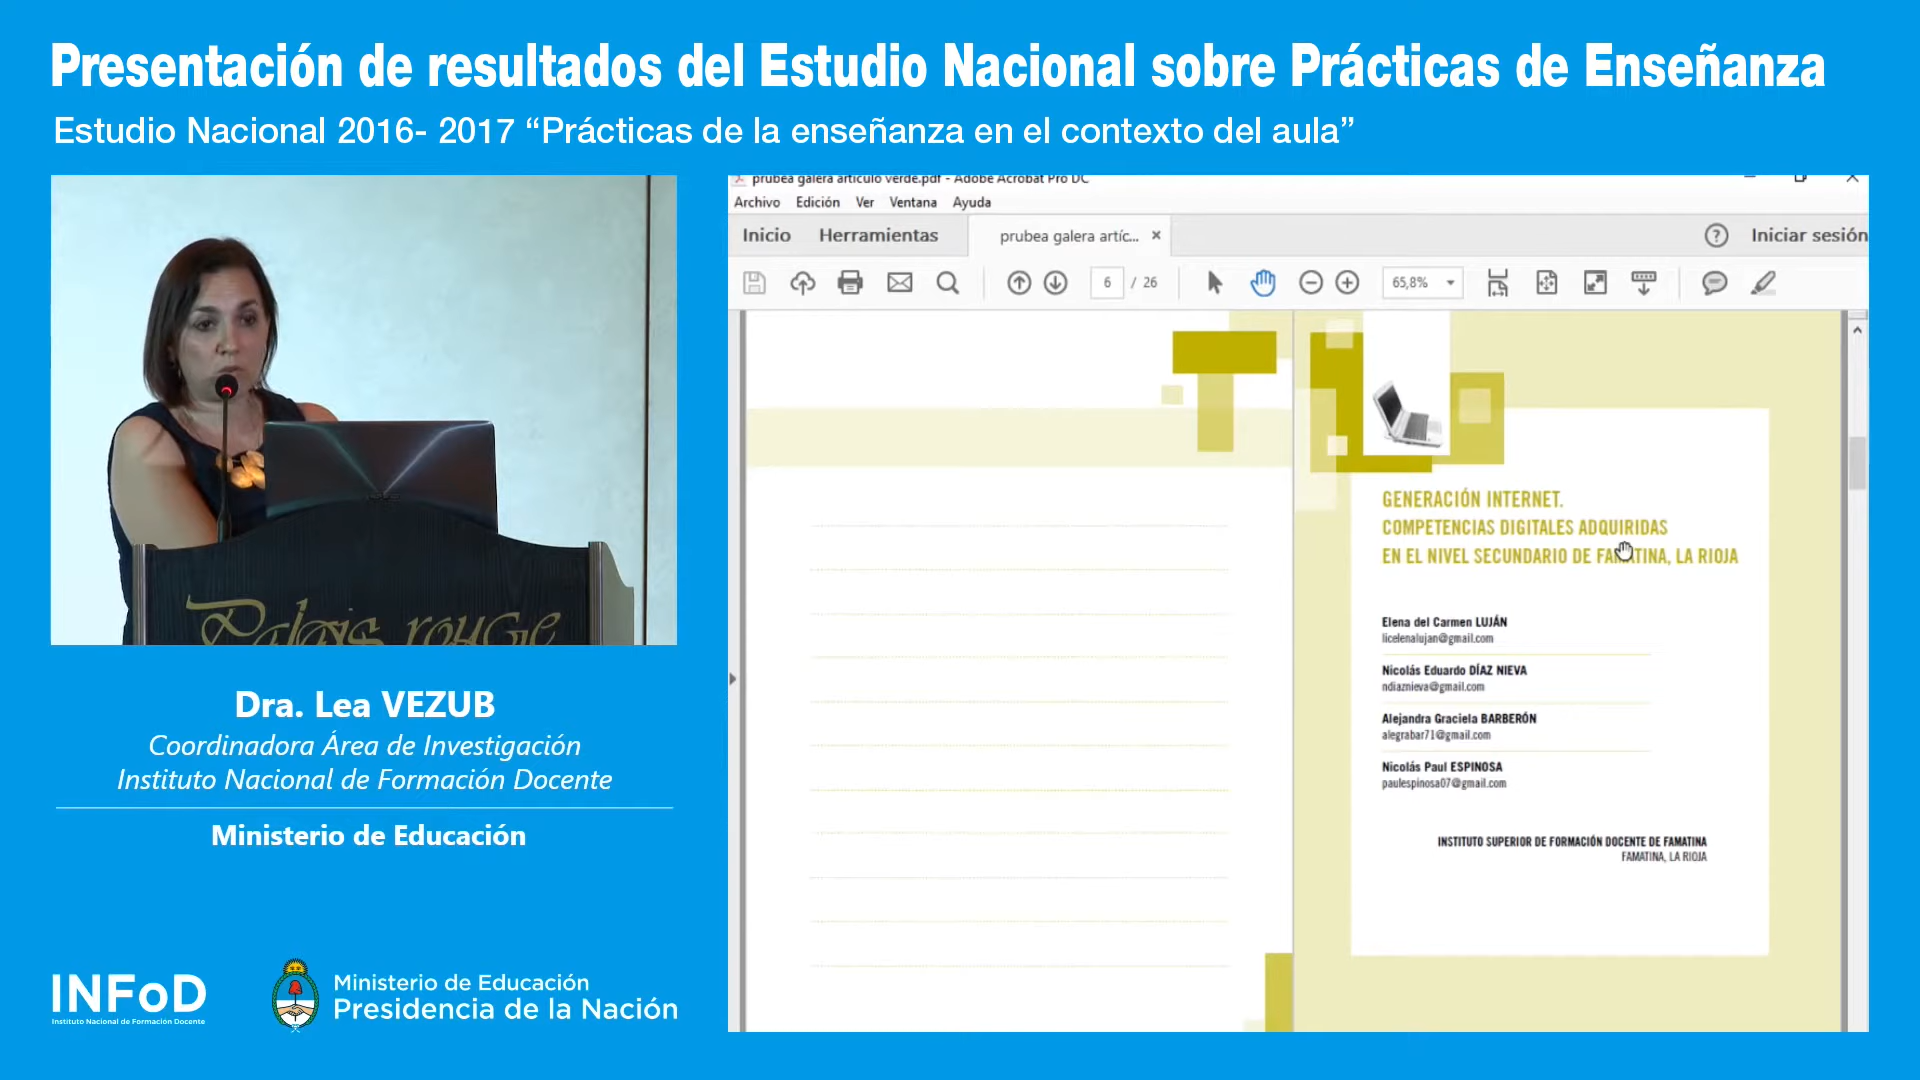 Presentación de resultados del Estudio Nacional sobre Prácticas de Enseñanza
Estudio Nacional 2016- 2017 “Prácticas de la enseñanza en el contexto del aula”
Palais rouge
Dra. Lea VEZUB
Coordinadora Área de Investigación
Instituto Nacional de Formación Docente
Ministerio de Educación
INFoD
Instituto Nacional de Formación Docente
Ministerio de Educación
Presidencia de la Nación
prubea galera artículo verde.pdf - Adobe Acrobat Pro DC
Archivo Edición Ver Ventana Ayuda
Inicio Herramientas prubea galera artíc... × ? Iniciar sesión
6 / 26 65,8%
GENERACIÓN INTERNET.
COMPETENCIAS DIGITALES ADQUIRIDAS
EN EL NIVEL SECUNDARIO DE FAMATINA, LA RIOJA
Elena del Carmen LUJÁN
licelenalujan@gmail.com
Nicolás Eduardo DÍAZ NIEVA
ndiaznieva@gmail.com
Alejandra Graciela BARBERÓN
alegrabar71@gmail.com
Nicolás Paul ESPINOSA
paulespinosa07@gmail.com
INSTITUTO SUPERIOR DE FORMACIÓN DOCENTE DE FAMATINA
FAMATINA, LA RIOJA